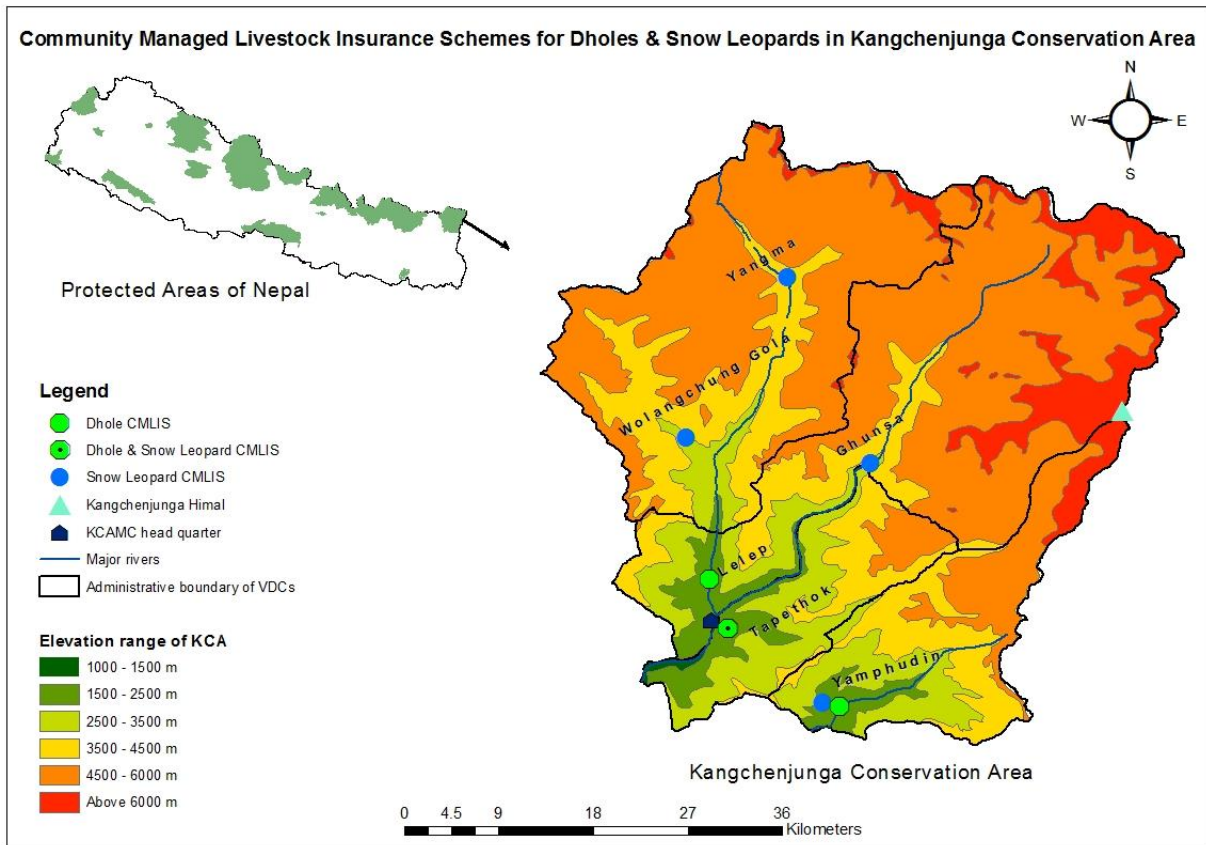 Community Managed Livestock Insurance Schemes for Dholes & Snow Leopards in Kangchenjunga Conservation Area
N
W E
S
Protected Areas of Nepal
Yangma
Wolangchung Gola
Ghunsa
Lelep
Tapethok
Yamphudin
Kangchenjunga Conservation Area
Legend
Dhole CMLIS
Dhole & Snow Leopard CMLIS
Snow Leopard CMLIS
Kangchenjunga Himal
KCAMC head quarter
Major rivers
Administrative boundary of VDCs
Elevation range of KCA
1000 - 1500 m
1500 - 2500 m
2500 - 3500 m
3500 - 4500 m
4500 - 6000 m
Above 6000 m
0 4.5 9 18 27 36
Kilometers